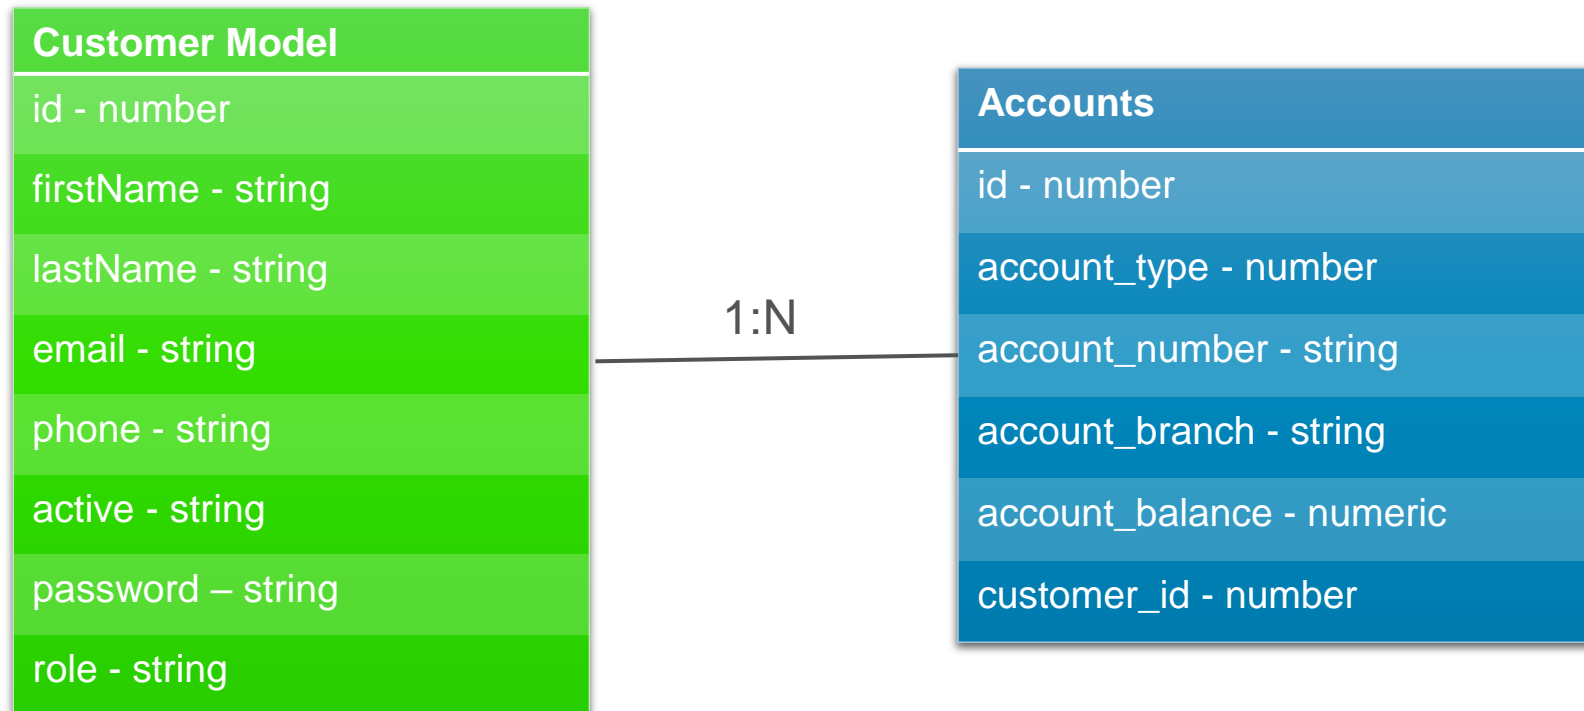 Customer Model
id - number
firstName - string
lastName - string
email - string
phone - string
active - string
password – string
role - string
1:N
Accounts
id - number
account_type - number
account_number - string
account_branch - string
account_balance - numeric
customer_id - number